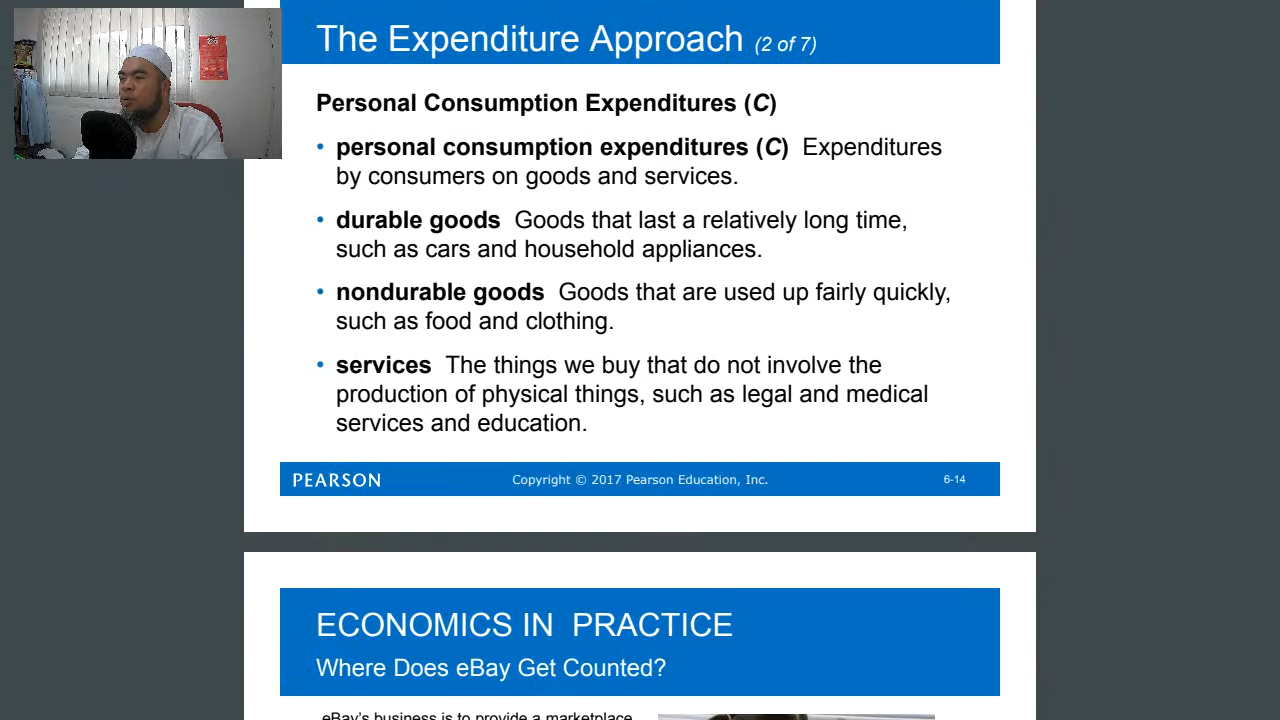 The Expenditure Approach (2 of 7)
Personal Consumption Expenditures (C)
• personal consumption expenditures (C) Expenditures
by consumers on goods and services.
• durable goods Goods that last a relatively long time,
such as cars and household appliances.
• nondurable goods Goods that are used up fairly quickly,
such as food and clothing.
• services The things we buy that do not involve the
production of physical things, such as legal and medical
services and education.
PEARSON
Copyright © 2017 Pearson Education, Inc.
6-14
ECONOMICS IN PRACTICE
Where Does eBay Get Counted?
eBay's business is to provide a marketplace